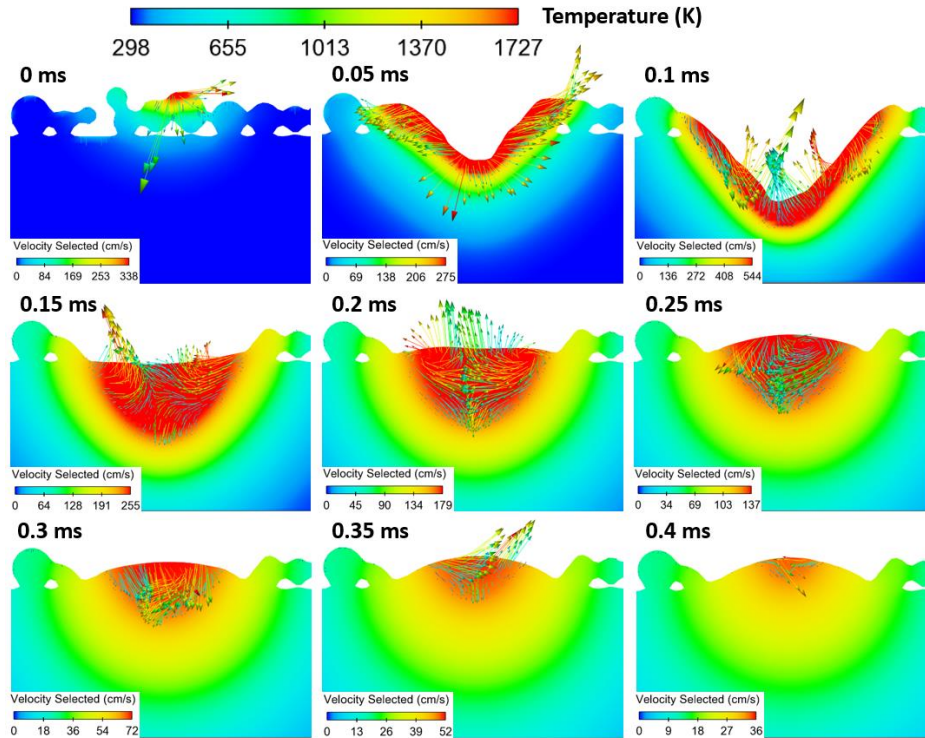 Temperature (K)
298 655 1013 1370 1727
0 ms 0.05 ms 0.1 ms
Velocity Selected (cm/s) Velocity Selected (cm/s) Velocity Selected (cm/s)
0 84 169 253 338 0 69 138 206 275 0 136 272 408 544
0.15 ms 0.2 ms 0.25 ms
Velocity Selected (cm/s) Velocity Selected (cm/s) Velocity Selected (cm/s)
0 64 128 191 255 0 45 90 134 179 0 34 69 103 137
0.3 ms 0.35 ms 0.4 ms
Velocity Selected (cm/s) Velocity Selected (cm/s) Velocity Selected (cm/s)
0 18 36 54 72 0 13 26 39 52 0 9 18 27 36